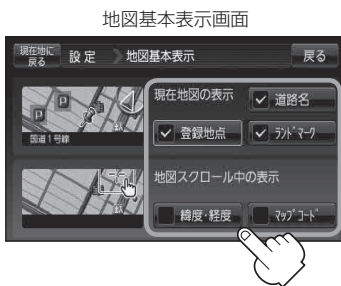 地図基本表示画面
現在地に
戻る
設定
地図基本表示
戻る
現在地図の表示
道路名
登録地点
ﾗﾝﾄﾞﾏｰｸ
P
P
国道1号線
地図スクロール中の表示
緯度・経度
ﾏｯﾌﾟｺｰﾄﾞ